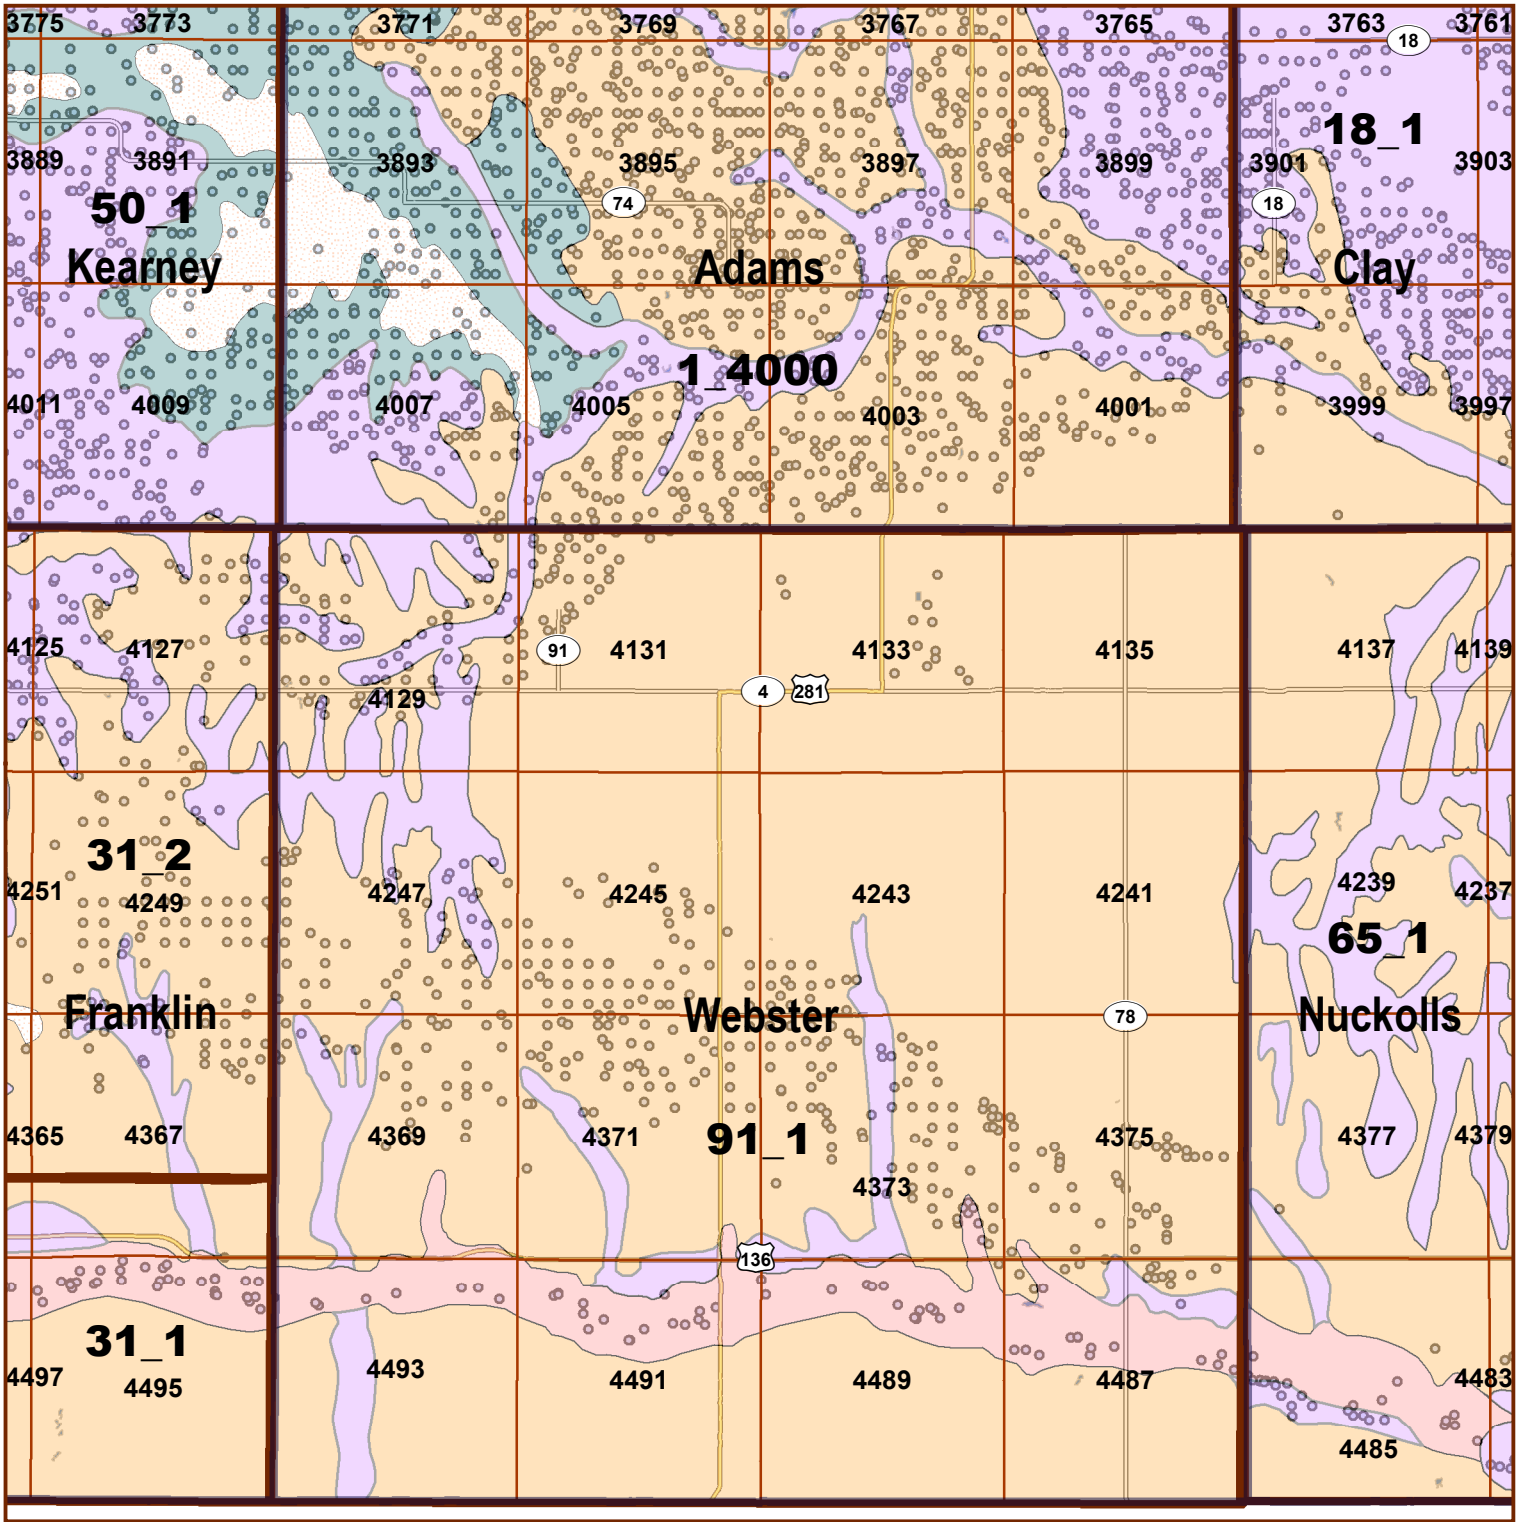 3775 3773 3771 3769 3767 3765 3763 3761
18
18_1
3889 3891 3893 3895 3897 3899 3901 3903
50_1 74 18
Kearney Adams Clay
1_4000
4011 4009 4007 4005 4003 4001 3999 3997
4125 4127 91 4131 4133 4135 4137 4139
4129 4 281
31_2
4251 4249 4247 4245 4243 4241 4239 4237
65_1
Franklin Webster 78 Nuckolls
4365 4367 4369 4371 91_1 4375 4377 4379
4373
136
31_1
4497 4495 4493 4491 4489 4487 4483
4485